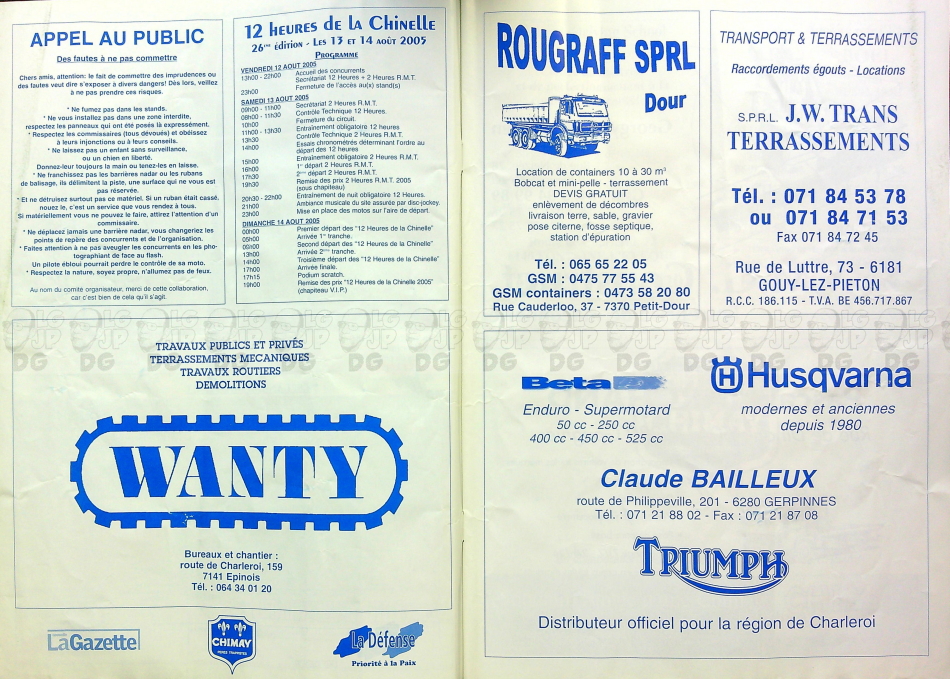 APPEL AU PUBLIC
Des fautes à ne pas commettre
Chers amis, attention: le fait de commettre des imprudences ou
des fautes peut dire s'exposer à divers dangers! Dès lors, veillez
à ne pas prendre ces risques.
* Ne fumez pas dans les stands.
* Ne vous installez pas dans une zone interdite,
respectez les panneaux qui ont été posés là expressément.
* Respectez les commissaires (tous dévoués) et obéissez
à leurs injonctions ou à leurs conseils.
* Ne laissez pas un enfant sans surveillance,
ou un chien en liberté.
Donnez-leur toujours la main ou tenez-les en laisse.
* Ne franchissez pas les barrières nadar ou les rubans
de balisage, ils délimitent la piste, une surface qui ne vous est
pas réservée.
* Et ne détruisez surtout pas ce matériel. Si un ruban était cassé,
nouez le, c'est un service que vous rendez à tous.
Si matériellement vous ne pouvez le faire, attirez l'attention d'un
commissaire.
* Ne déplacez jamais une barrière nadar, vous changeriez les
points de repère des concurrents et de l'organisation.
* Faites attention à ne pas aveugler les concurrents en les pho-
tographiant de face au flash.
Un pilote ébloui pourrait perdre le contrôle de sa moto.
* Respectez la nature, soyez propre, n'allumez pas de feux.
Au nom du comité organisateur, merci de cette collaboration,
car c'est bien de cela qu'il s'agit.
12 heures de la Chinelle
26ème édition - Les 13 et 14 août 2005
Programme
VENDREDI 12 AOUT 2005
13h00 - 22h00 Accueil des concurrents
Secrétariat 12 Heures + 2 Heures R.M.T.
23h00 Fermeture de l'accès au(x) stand(s)
SAMEDI 13 AOUT 2005
09h00 - 11h00 Secrétariat 2 Heures R.M.T.
08h00 - 11h30 Contrôle Technique 12 Heures.
10h00 Fermeture du circuit.
11h00 - 13h30 Entraînement obligatoire 12 heures
13h30 Contrôle Technique 2 Heures R.M.T.
14h00 Essais chronométrés déterminant l'ordre au
départ des 12 heures
15h00 Entraînement obligatoire 2 Heures R.M.T.
16h00 1er départ 2 Heures R.M.T.
17h30 2ème départ 2 Heures R.M.T.
19h30 Remise des prix 2 Heures R.M.T. 2005
(sous chapiteau)
20h30 - 22h00 Entraînement de nuit obligatoire 12 heures.
21h00 Ambiance musicale du site assurée par disc-jockey.
23h00 Mise en place des motos sur l'aire de départ.
DIMANCHE 14 AOUT 2005
00h00 Premier départ des "12 Heures de la Chinelle"
05h00 Arrivée 1ère tranche.
09h00 Second départ des "12 Heures de la Chinelle"
13h00 Arrivée 2ème tranche.
14h00 Troisième départ des "12 Heures de la Chinelle"
17h00 Arrivée finale.
17h15 Podium scratch.
19h00 Remise des prix "12 Heures de la Chinelle 2005"
(chapiteau V.I.P.)
TRAVAUX PUBLICS ET PRIVÉS
TERRASSEMENTS MECANIQUES
TRAVAUX ROUTIERS
DEMOLITIONS
WANTY
Bureaux et chantier :
route de Charleroi, 159
7141 Epinois
Tél. : 064 34 01 20
LaGazette
CHIMAY
PERES TRAPPISTES
La Défense
Priorité à la Paix
ROUGRAFF SPRL
Dour
Location de containers 10 à 30 m³
Bobcat et mini-pelle - terrassement
DEVIS GRATUIT
enlèvement de décombres
livraison terre, sable, gravier
pose citerne, fosse septique,
station d'épuration
Tél. : 065 65 22 05
GSM : 0475 77 55 43
GSM containers : 0473 58 20 80
Rue Cauderloo, 37 - 7370 Petit-Dour
TRANSPORT & TERRASSEMENTS
Raccordements égouts - Locations
S.P.R.L. J.W. TRANS
TERRASSEMENTS
Tél. : 071 84 53 78
ou 071 84 71 53
Fax 071 84 72 45
Rue de Luttre, 73 - 6181
GOUY-LEZ-PIETON
R.C.C. 186.115 - T.V.A. BE 456.717.867
Beta
Enduro - Supermotard
50 cc - 250 cc
400 cc - 450 cc - 525 cc
Husqvarna
modernes et anciennes
depuis 1980
Claude BAILLEUX
route de Philippeville, 201 - 6280 GERPINNES
Tél. : 071 21 88 02 - Fax : 071 21 87 08
TRIUMPH
Distributeur officiel pour la région de Charleroi